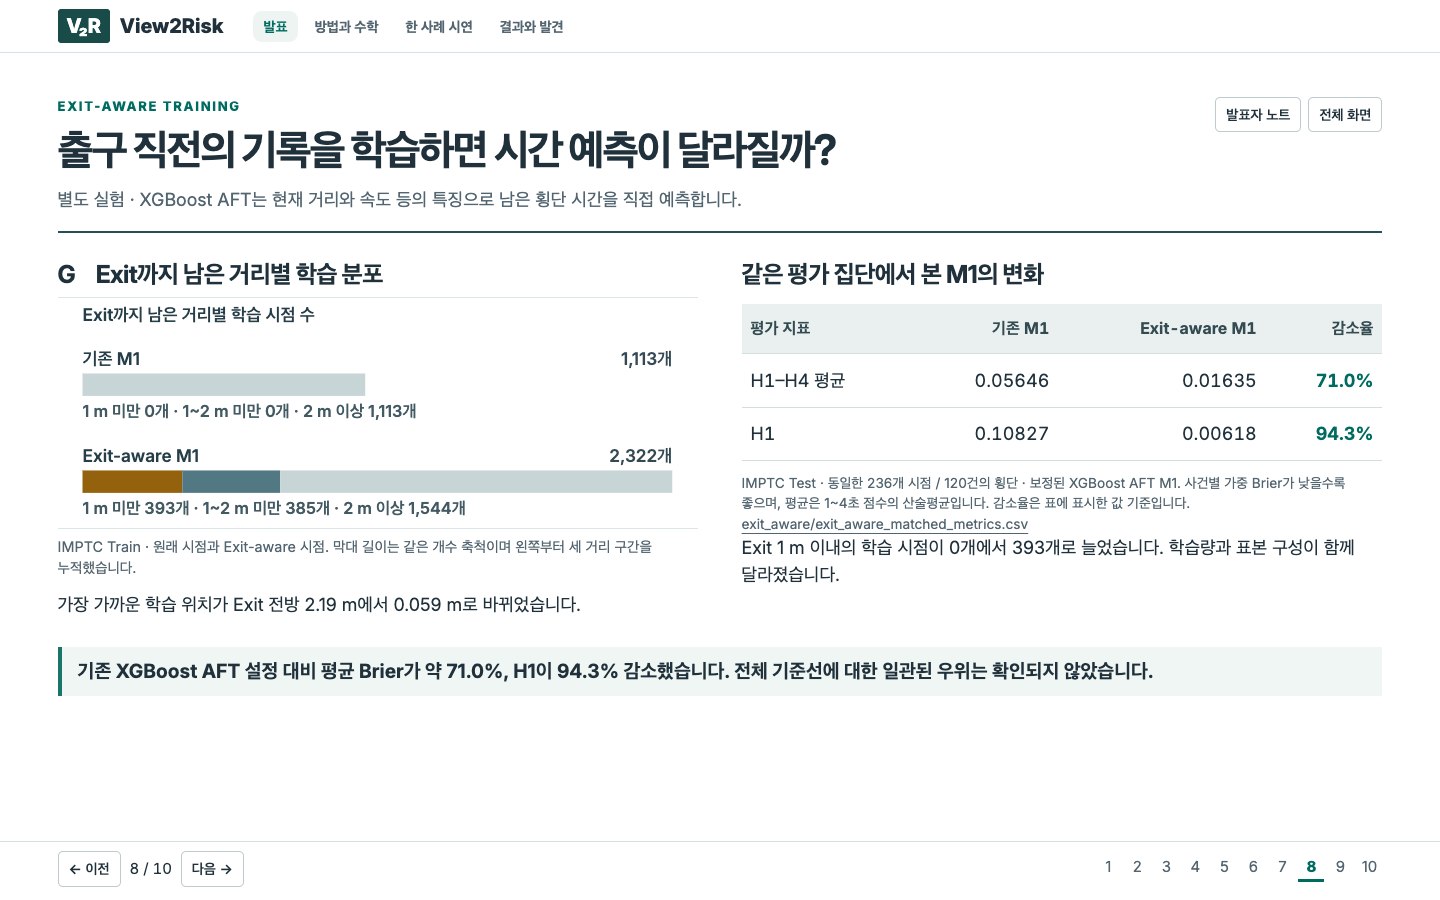 V2R View2Risk 발표 방법과 수학 한 사례 시연 결과와 발견
EXIT-AWARE TRAINING
발표자 노트 전체 화면
출구 직전의 기록을 학습하면 시간 예측이 달라질까?
별도 실험 · XGBoost AFT는 현재 거리와 속도 등의 특징으로 남은 횡단 시간을 직접 예측합니다.
G Exit까지 남은 거리별 학습 분포
Exit까지 남은 거리별 학습 시점 수
기존 M1 1,113개
1 m 미만 0개 · 1~2 m 미만 0개 · 2 m 이상 1,113개
Exit-aware M1 2,322개
1 m 미만 393개 · 1~2 m 미만 385개 · 2 m 이상 1,544개
IMPTC Train · 원래 시점과 Exit-aware 시점. 막대 길이는 같은 개수 축척이며 왼쪽부터 세 거리 구간을
누적했습니다.
가장 가까운 학습 위치가 Exit 전방 2.19 m에서 0.059 m로 바뀌었습니다.
같은 평가 집단에서 본 M1의 변화
평가 지표 기존 M1 Exit-aware M1 감소율
H1–H4 평균 0.05646 0.01635 71.0%
H1 0.10827 0.00618 94.3%
IMPTC Test · 동일한 236개 시점 / 120건의 횡단 · 보정된 XGBoost AFT M1. 사건별 가중 Brier가 낮을수록
좋으며, 평균은 1~4초 점수의 산술평균입니다. 감소율은 표에 표시한 값 기준입니다.
exit_aware/exit_aware_matched_metrics.csv
Exit 1 m 이내의 학습 시점이 0개에서 393개로 늘었습니다. 학습량과 표본 구성이 함께
달라졌습니다.
기존 XGBoost AFT 설정 대비 평균 Brier가 약 71.0%, H1이 94.3% 감소했습니다. 전체 기준선에 대한 일관된 우위는 확인되지 않았습니다.
← 이전 8 / 10 다음 → 1 2 3 4 5 6 7 8 9 10